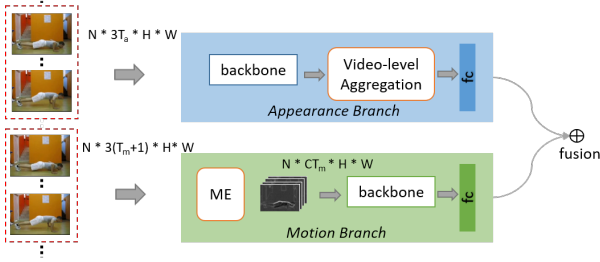 N * 3Tₐ * H * W
backbone
Video-level
Aggregation
fc
Appearance Branch
fusion
N * 3(Tₘ+1) * H* W
ME
N * CTₘ * H * W
backbone
fc
Motion Branch